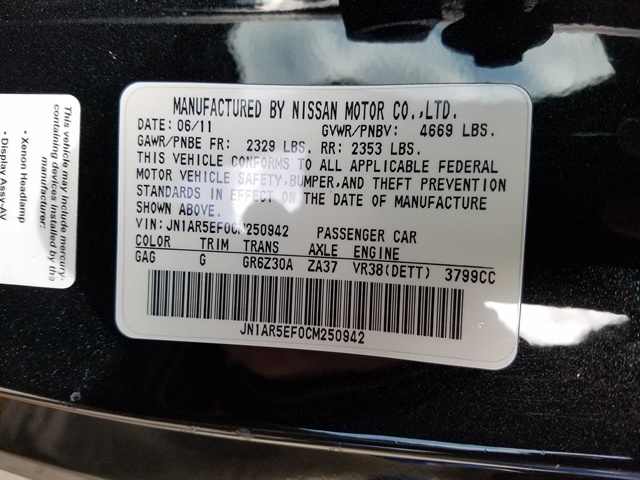 MANUFACTURED BY NISSAN MOTOR CO.,LTD.
DATE: 06/11 GVWR/PNBV: 4669 LBS.
GAWR/PNBE FR: 2329 LBS. RR: 2353 LBS.
THIS VEHICLE CONFORMS TO ALL APPLICABLE FEDERAL
MOTOR VEHICLE SAFETY,BUMPER,AND THEFT PREVENTION
STANDARDS IN EFFECT ON THE DATE OF MANUFACTURE
SHOWN ABOVE.
VIN: JN1AR5EF0CM250942 PASSENGER CAR
COLOR TRIM TRANS AXLE ENGINE
GAG G GR6Z30A ZA37 VR38(DETT) 3799CC
JN1AR5EF0CM250942
This vehicle may include mercury-
containing devices installed by the
manufacturer:
• Xenon Headlamp
• Display Assy-AV